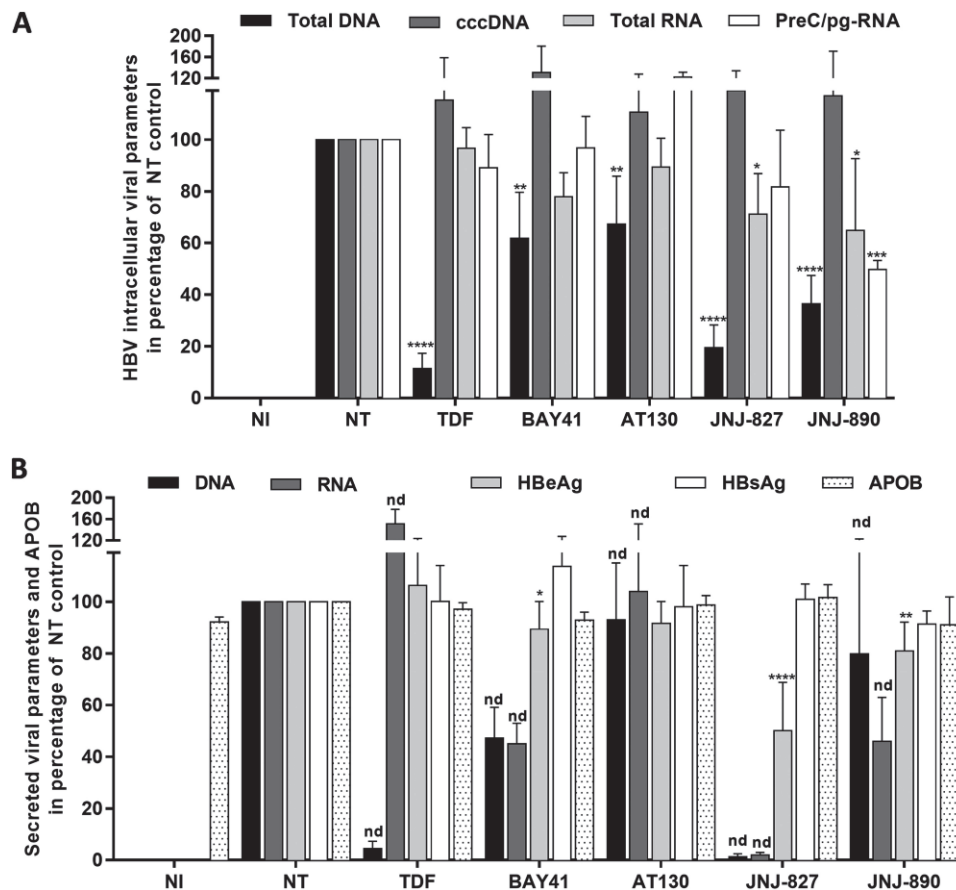 A
Total DNA cccDNA Total RNA PreC/pg-RNA
HBV intracellular viral parameters
in percentage of NT control
200
160
120
100
80
60
40
20
0
**** ** ** **** * **** * ***
NI NT TDF BAY41 AT130 JNJ-827 JNJ-890
B
DNA RNA HBeAg HBsAg APOB
Secreted viral parameters and APOB
in percentage of NT control
200
160
120
100
80
60
40
20
0
nd nd nd nd * nd nd nd nd **** nd nd **
NI NT TDF BAY41 AT130 JNJ-827 JNJ-890